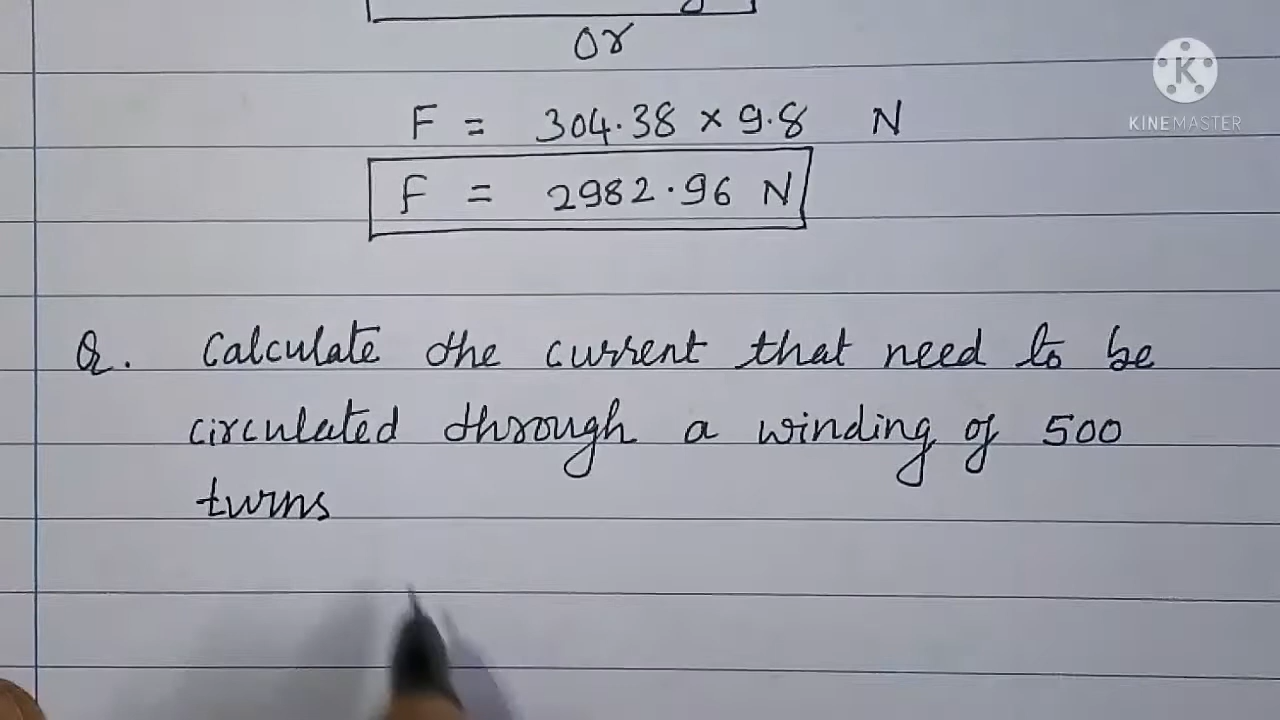 or
F = 304.38 × 9.8 N
F = 2982.96 N
Q. Calculate the current that need to be
circulated through a winding of 500
turns
KINEMASTER